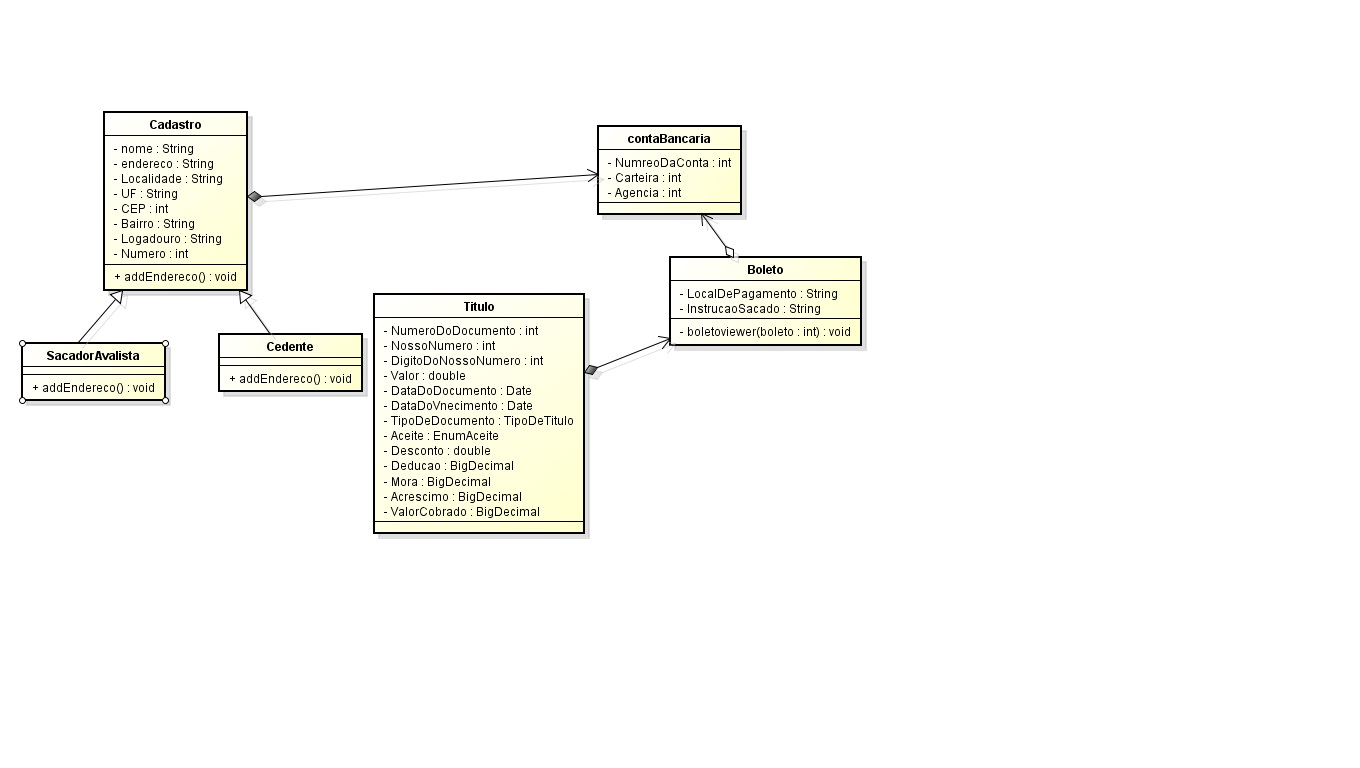 Cadastro
- nome : String
- endereco : String
- Localidade : String
- UF : String
- CEP : int
- Bairro : String
- Logadouro : String
- Numero : int
+ addEndereco() : void
contaBancaria
- NumreoDaConta : int
- Carteira : int
- Agencia : int
Boleto
- LocalDePagamento : String
- InstrucaoSacado : String
- boletoviewer(boleto : int) : void
SacadorAvalista
+ addEndereco() : void
Cedente
+ addEndereco() : void
Titulo
- NumeroDoDocumento : int
- NossoNumero : int
- DigitoDoNossoNumero : int
- Valor : double
- DataDoDocumento : Date
- DataDoVnecimento : Date
- TipoDeDocumento : TipoDeTitulo
- Aceite : EnumAceite
- Desconto : double
- Deducao : BigDecimal
- Mora : BigDecimal
- Acrescimo : BigDecimal
- ValorCobrado : BigDecimal